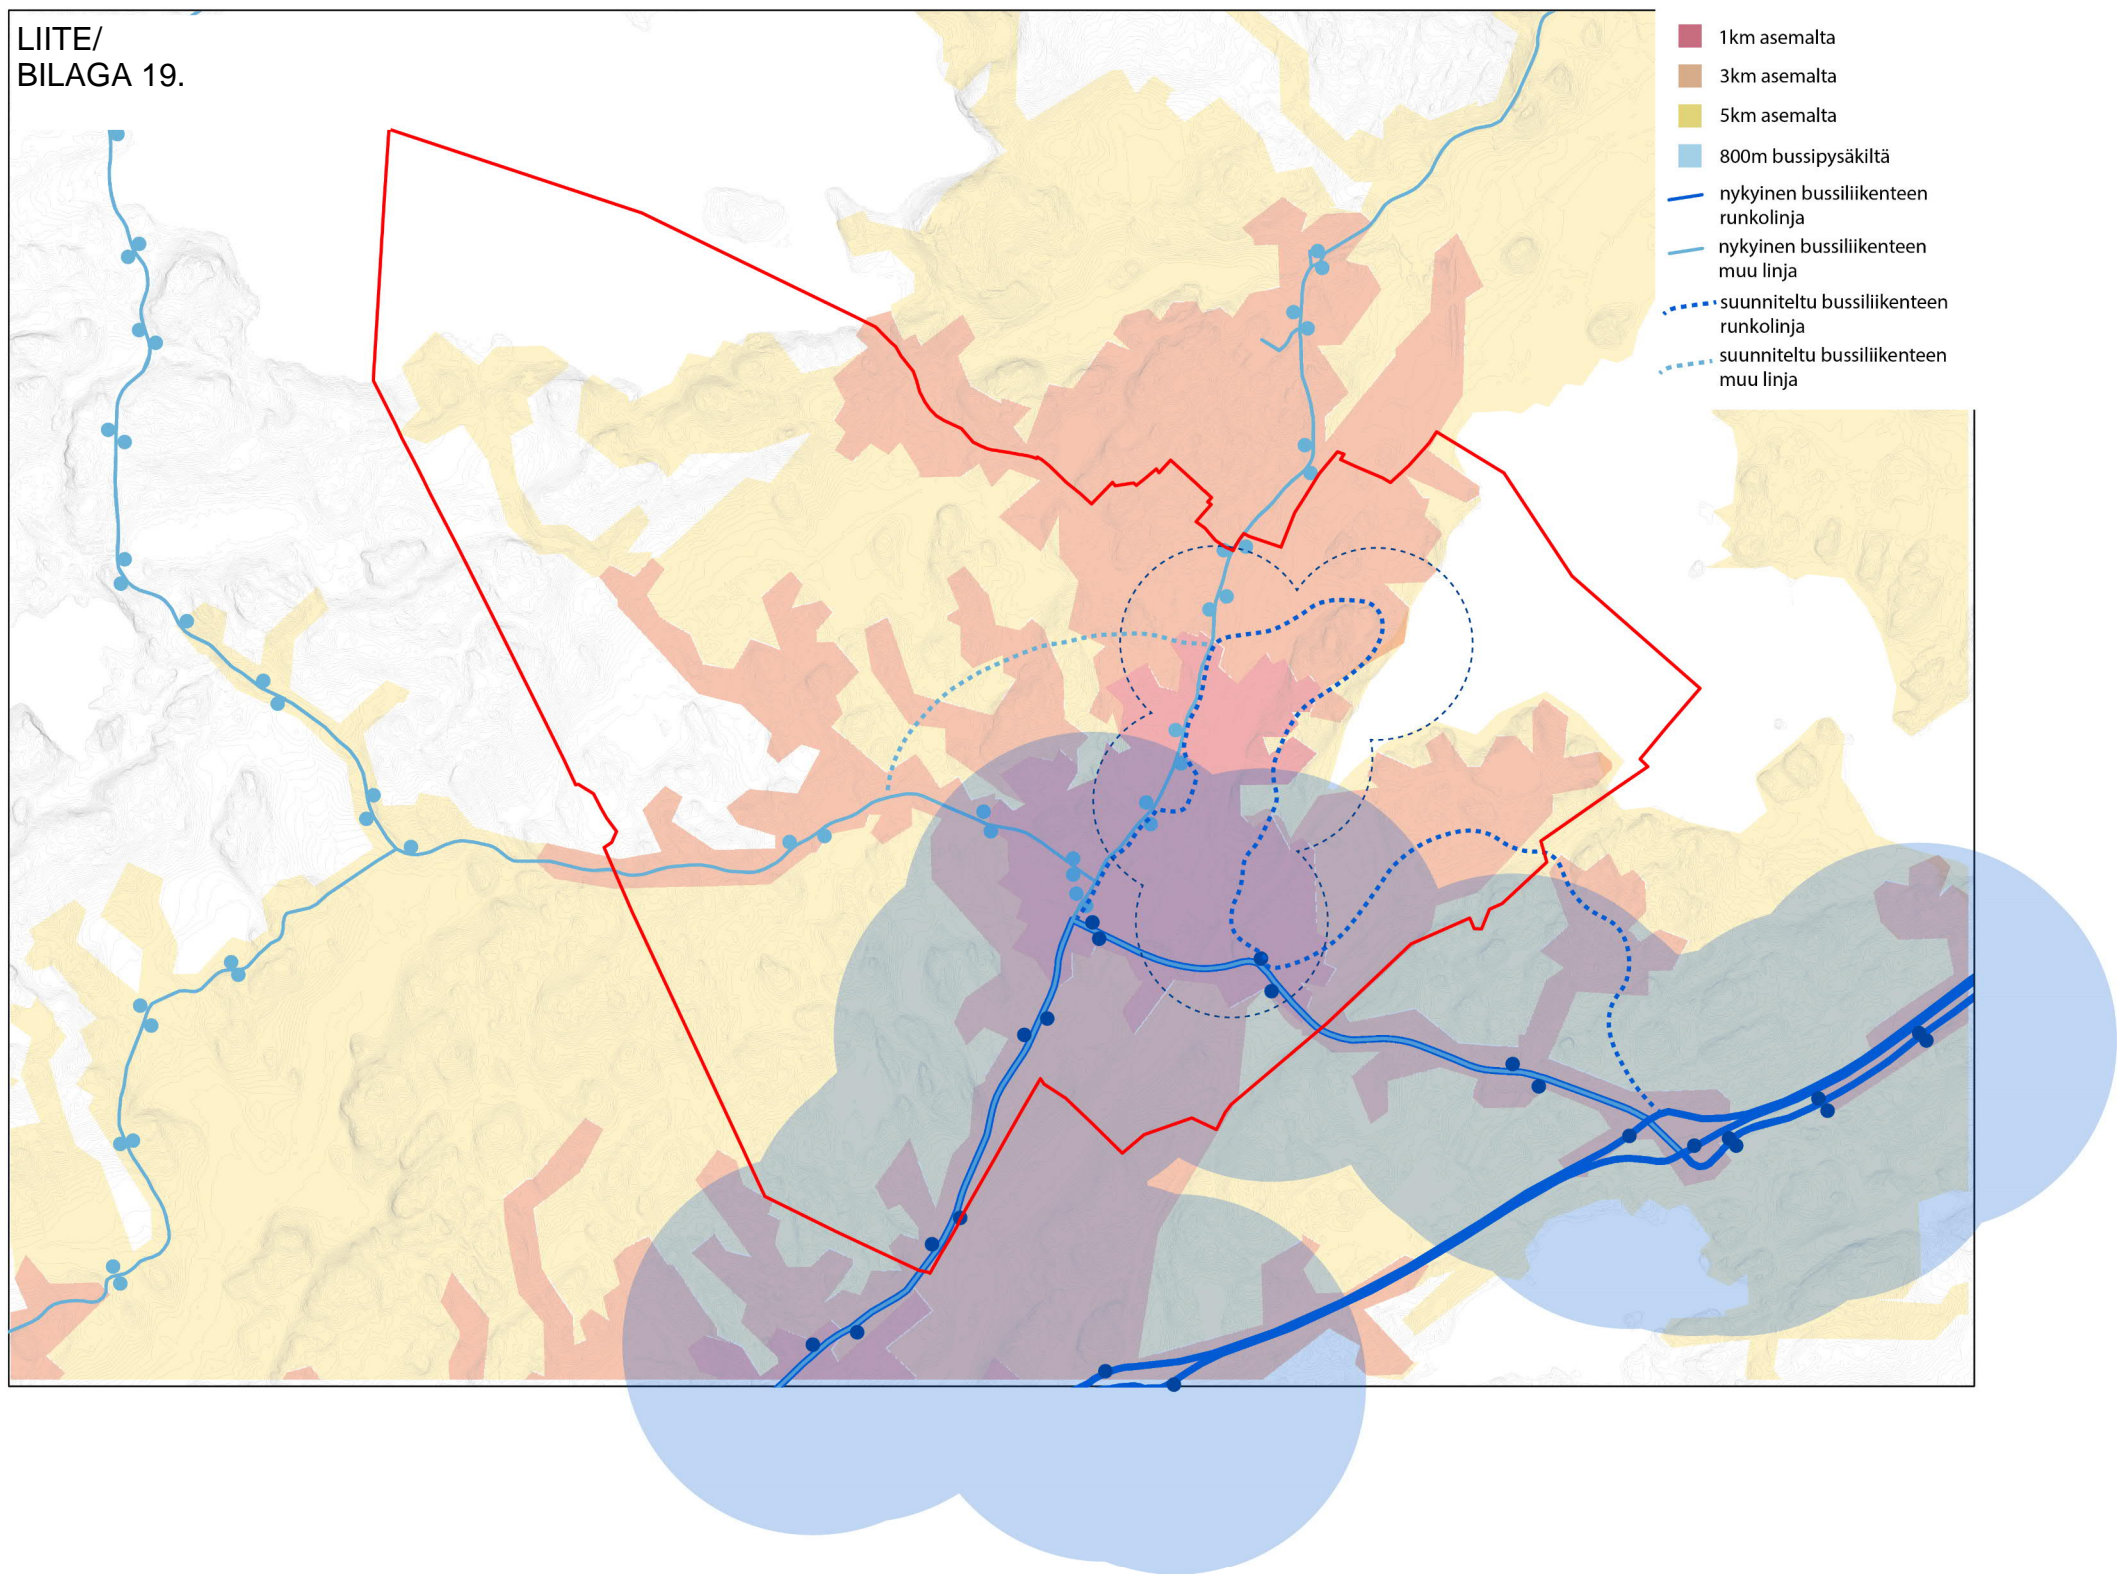 LIITE/
BILAGA 19.
1km asemalta
3km asemalta
5km asemalta
800m bussipysäkiltä
nykyinen bussiliikenteen
runkolinja
nykyinen bussiliikenteen
muu linja
suunniteltu bussiliikenteen
runkolinja
suunniteltu bussiliikenteen
muu linja